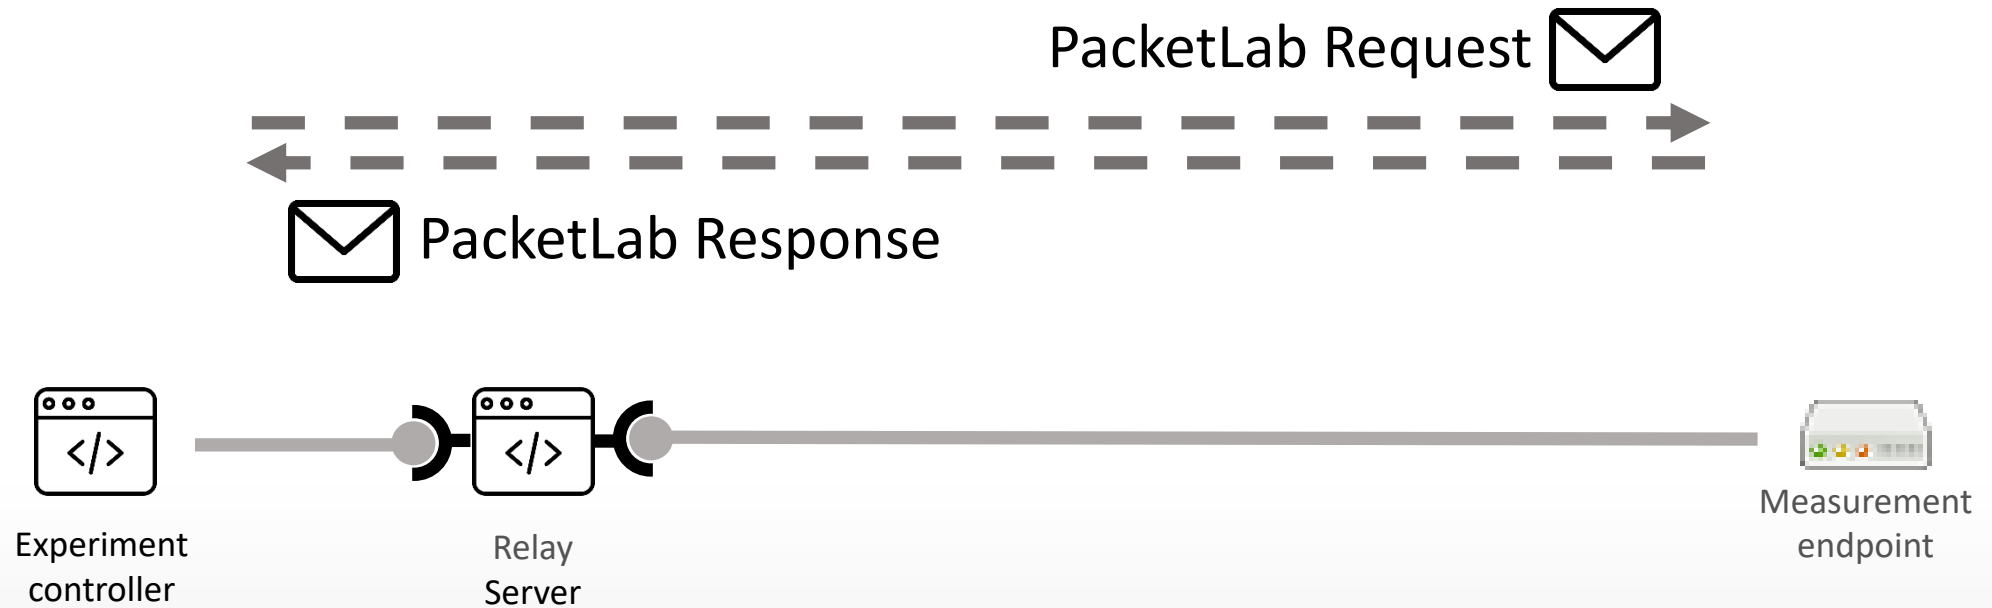 PacketLab Request
PacketLab Response
</>
</>
Experiment
controller
Relay
Server
Measurement
endpoint